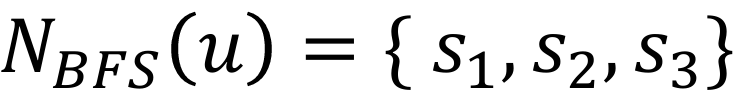 N_{BFS}(u) = { s_1, s_2, s_3}